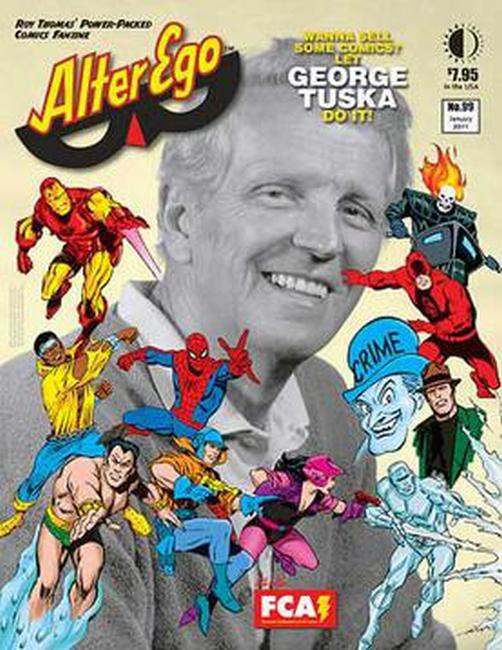 ROY THOMAS' POWER-PACKED
COMICS FANZINE
Alter Ego™
WANNA SELL
SOME COMICS?
LET
GEORGE
TUSKA
DO IT!
$7.95
In the USA
No.99
January
2011
CRIME
FCA